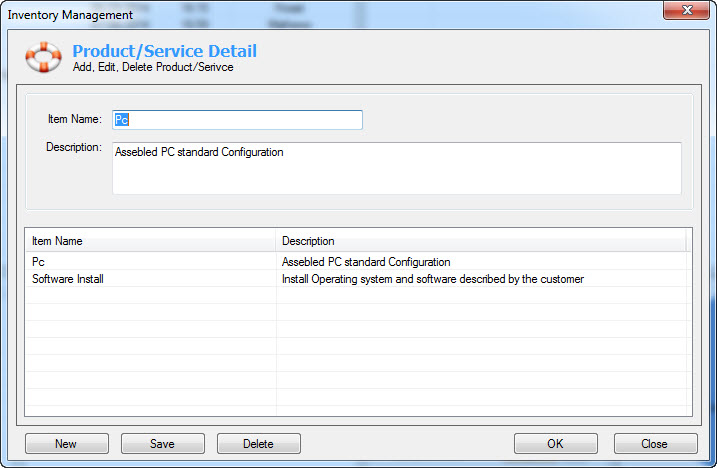 Inventory Management
Product/Service Detail
Add, Edit, Delete Product/Serivce
Item Name: Pc
Description: Assebled PC standard Configuration
Item Name Description
Pc Assebled PC standard Configuration
Software Install Install Operating system and software described by the customer
New Save Delete OK Close